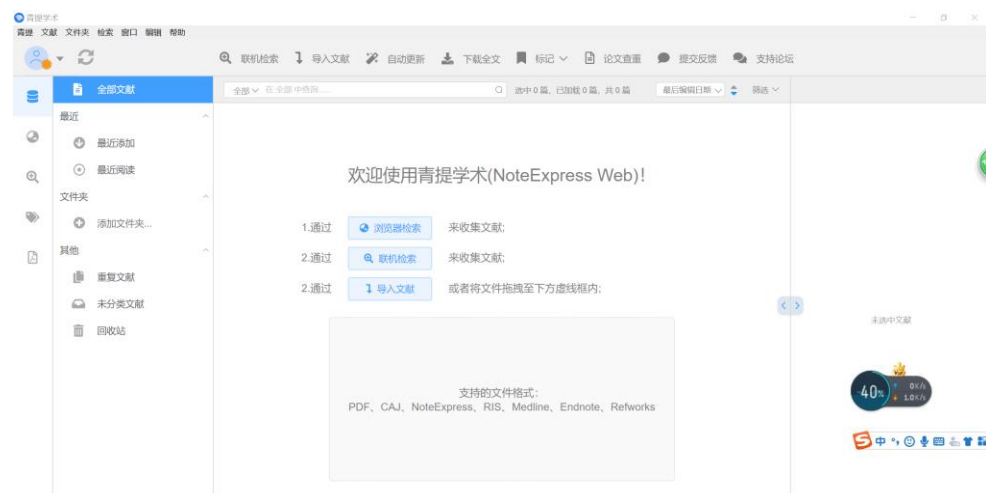 青提学术
青提 文献 文件夹 检索 窗口 编辑 帮助
联机检索 导入文献 自动更新 下载全文 标记 论文查重 提交反馈 支持论坛
全部文献
全部 在全部中查询...... 选中0篇, 已加载0篇, 共0篇 最后编辑日期 筛选
最近
最近添加
最近阅读
文件夹
添加文件夹...
其他
重复文献
未分类文献
回收站
欢迎使用青提学术(NoteExpress Web)!
1.通过 浏览器检索 来收集文献;
2.通过 联机检索 来收集文献;
2.通过 导入文献 或者将文件拖拽至下方虚线框内;
支持的文件格式:
PDF、CAJ、NoteExpress、RIS、Medline、Endnote、Refworks
未选中文献
40% 0K/s
1.0K/s
中